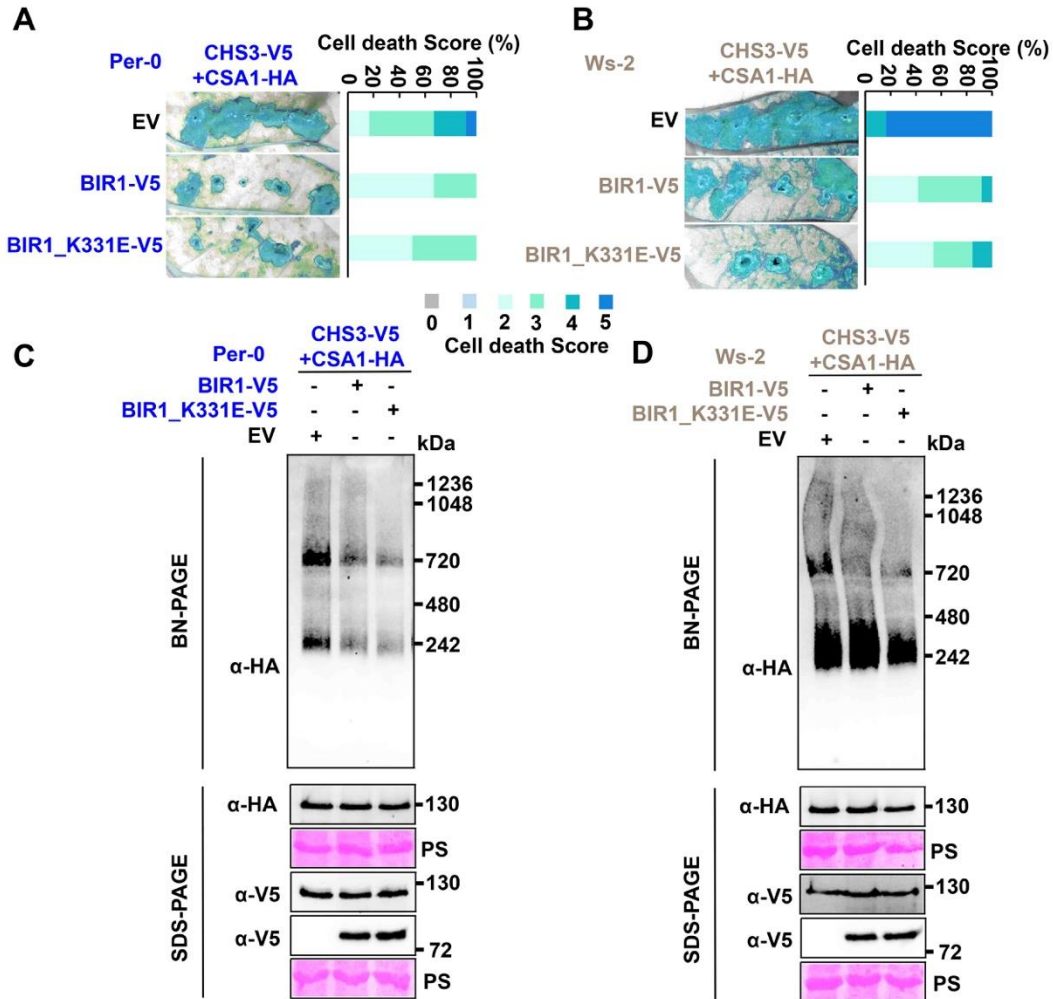 A
Per-0
CHS3-V5
+CSA1-HA
Cell death Score (%)
0 20 40 60 80 100
EV
BIR1-V5
BIR1_K331E-V5
B
Ws-2
CHS3-V5
+CSA1-HA
Cell death Score (%)
0 20 40 60 80 100
EV
BIR1-V5
BIR1_K331E-V5
0 1 2 3 4 5
Cell death Score
C
Per-0
CHS3-V5
+CSA1-HA
BIR1-V5 - + -
BIR1_K331E-V5 - - +
EV + - -
kDa
BN-PAGE
1236
1048
720
480
242
α-HA
SDS-PAGE
α-HA 130
PS
α-V5 130
α-V5 72
PS
D
Ws-2
CHS3-V5
+CSA1-HA
BIR1-V5 - + -
BIR1_K331E-V5 - - +
EV + - -
kDa
BN-PAGE
1236
1048
720
480
242
α-HA
SDS-PAGE
α-HA 130
PS
α-V5 130
α-V5 72
PS